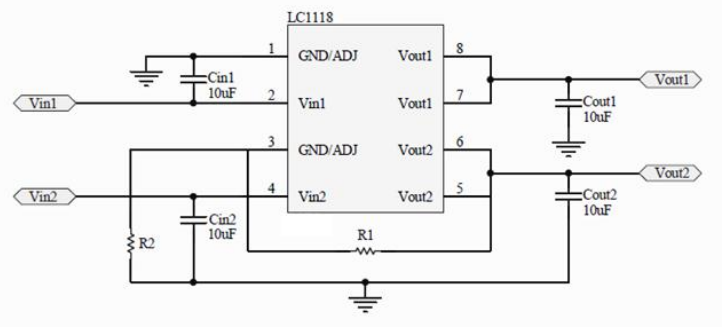 LC1118
1
GND/ADJ
Vout1
8
Cin1
10uF
Vin1
2
Vin1
Vout1
7
Vout1
Cout1
10uF
3
GND/ADJ
Vout2
6
Vout2
Vin2
4
Vin2
Vout2
5
Cout2
10uF
Cin2
10uF
R2
R1